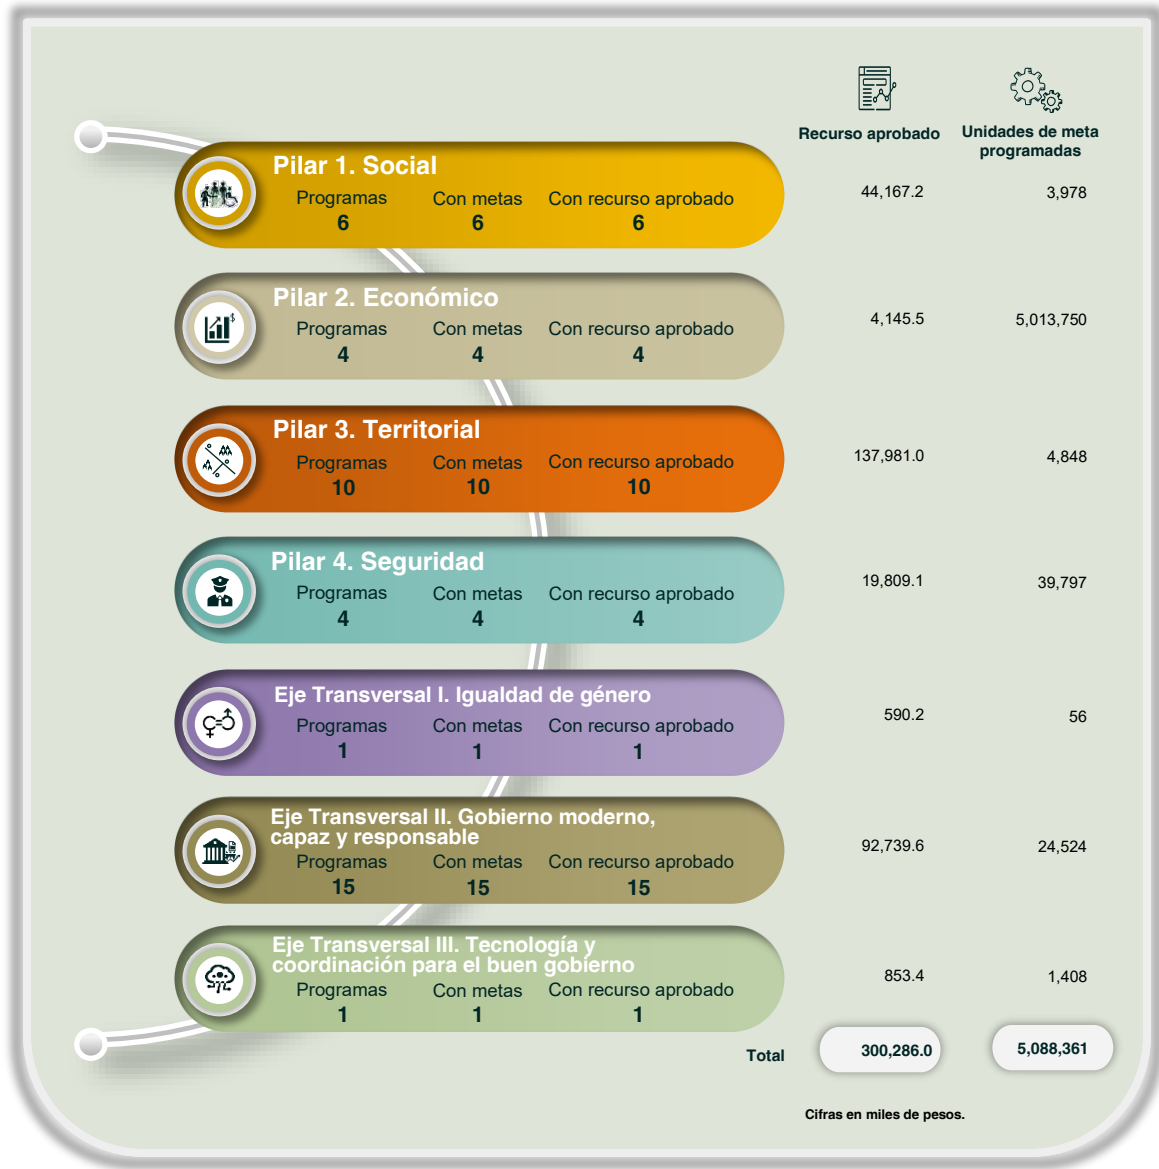 Recurso aprobado
Unidades de meta
programadas
Pilar 1. Social
Programas Con metas Con recurso aprobado
6 6 6
44,167.2 3,978
Pilar 2. Económico
Programas Con metas Con recurso aprobado
4 4 4
4,145.5 5,013,750
Pilar 3. Territorial
Programas Con metas Con recurso aprobado
10 10 10
137,981.0 4,848
Pilar 4. Seguridad
Programas Con metas Con recurso aprobado
4 4 4
19,809.1 39,797
Eje Transversal I. Igualdad de género
Programas Con metas Con recurso aprobado
1 1 1
590.2 56
Eje Transversal II. Gobierno moderno,
capaz y responsable
Programas Con metas Con recurso aprobado
15 15 15
92,739.6 24,524
Eje Transversal III. Tecnología y
coordinación para el buen gobierno
Programas Con metas Con recurso aprobado
1 1 1
853.4 1,408
Total 300,286.0 5,088,361
Cifras en miles de pesos.